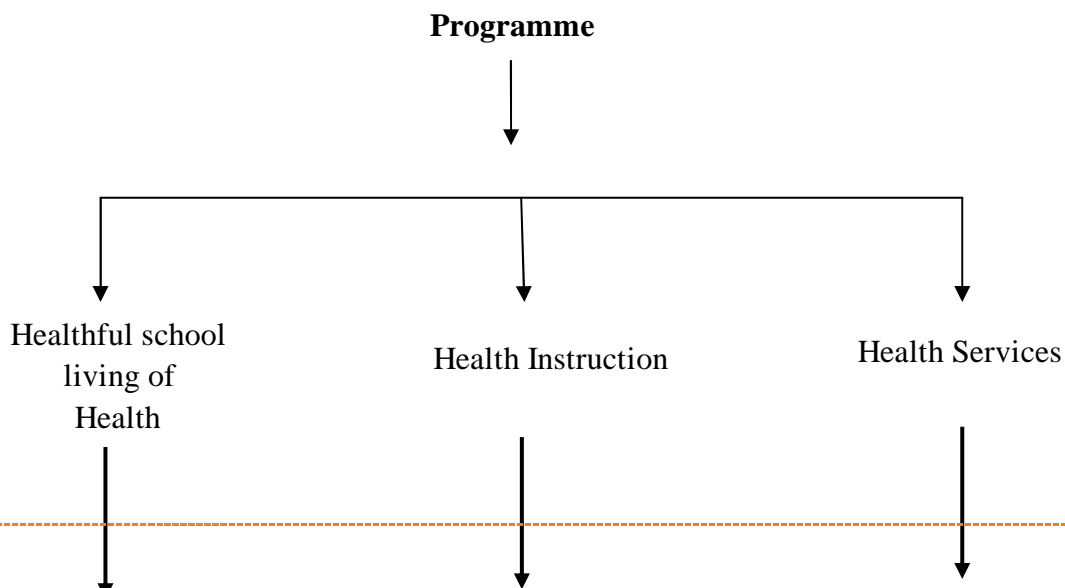 Programme
Healthful school
living of
Health
Health Instruction
Health Services